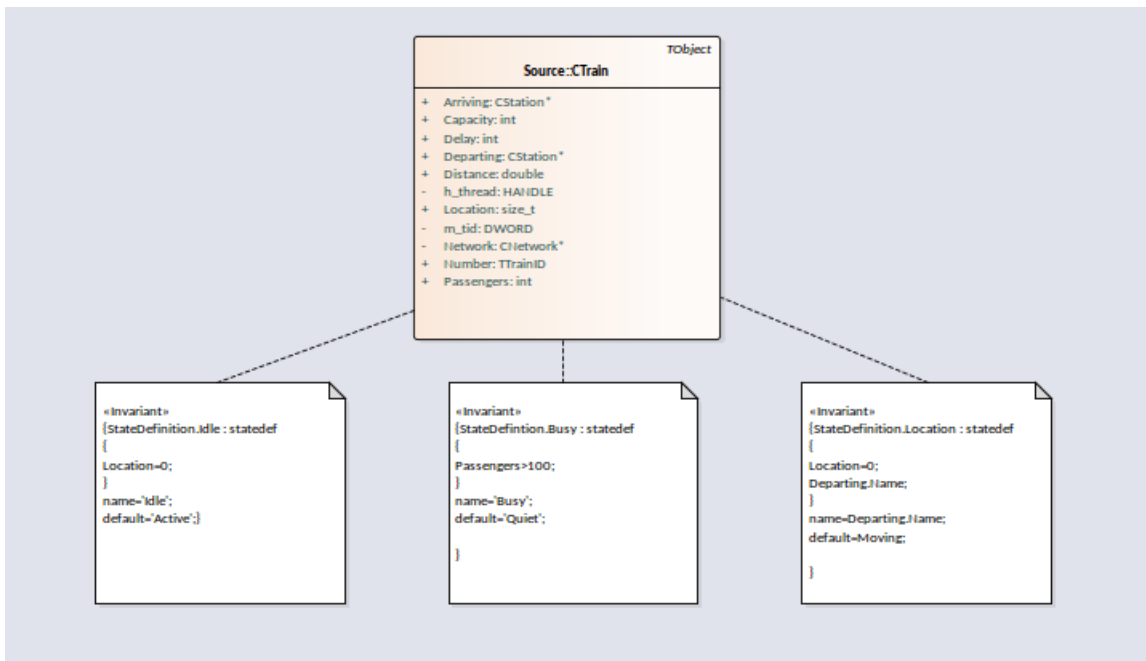 TObject
Source::CTrain
+ Arriving: CStation*
+ Capacity: int
+ Delay: int
+ Departing: CStation*
+ Distance: double
- h_thread: HANDLE
+ Location: size_t
- m_tid: DWORD
- Network: CNetwork*
+ Number: TTrainID
+ Passengers: int
«Invariant»
{StateDefinition.Idle : statedef
{
Location=0;
}
name='Idle';
default='Active';}
«Invariant»
{StateDefintion.Busy : statedef
{
Passengers>100;
}
name='Busy';
default='Quiet';
}
«Invariant»
{StateDefinition.Location : statedef
{
Location=0;
Departing.Name;
}
name=Departing.Name;
default=Moving;
}